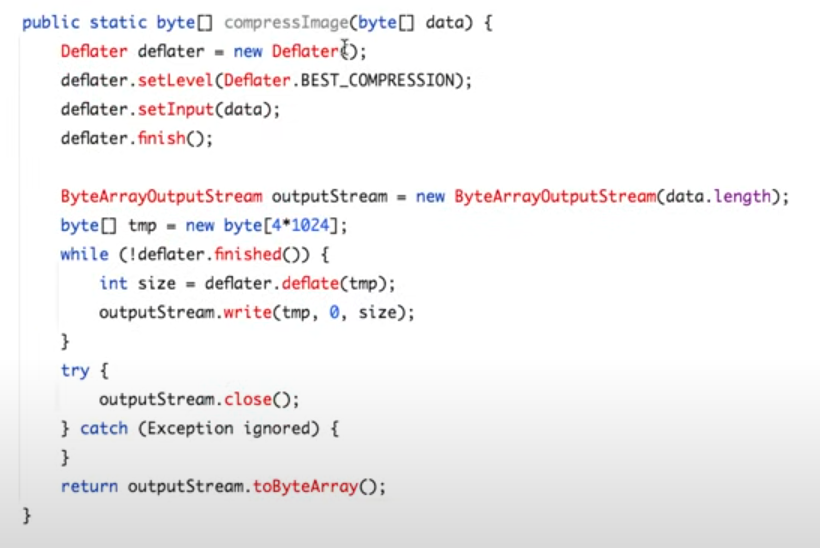 public static byte[] compressImage(byte[] data) {
    Deflater deflater = new Deflater();
    deflater.setLevel(Deflater.BEST_COMPRESSION);
    deflater.setInput(data);
    deflater.finish();

    ByteArrayOutputStream outputStream = new ByteArrayOutputStream(data.length);
    byte[] tmp = new byte[4*1024];
    while (!deflater.finished()) {
        int size = deflater.deflate(tmp);
        outputStream.write(tmp, 0, size);
    }
    try {
        outputStream.close();
    } catch (Exception ignored) {
    }
    return outputStream.toByteArray();
}